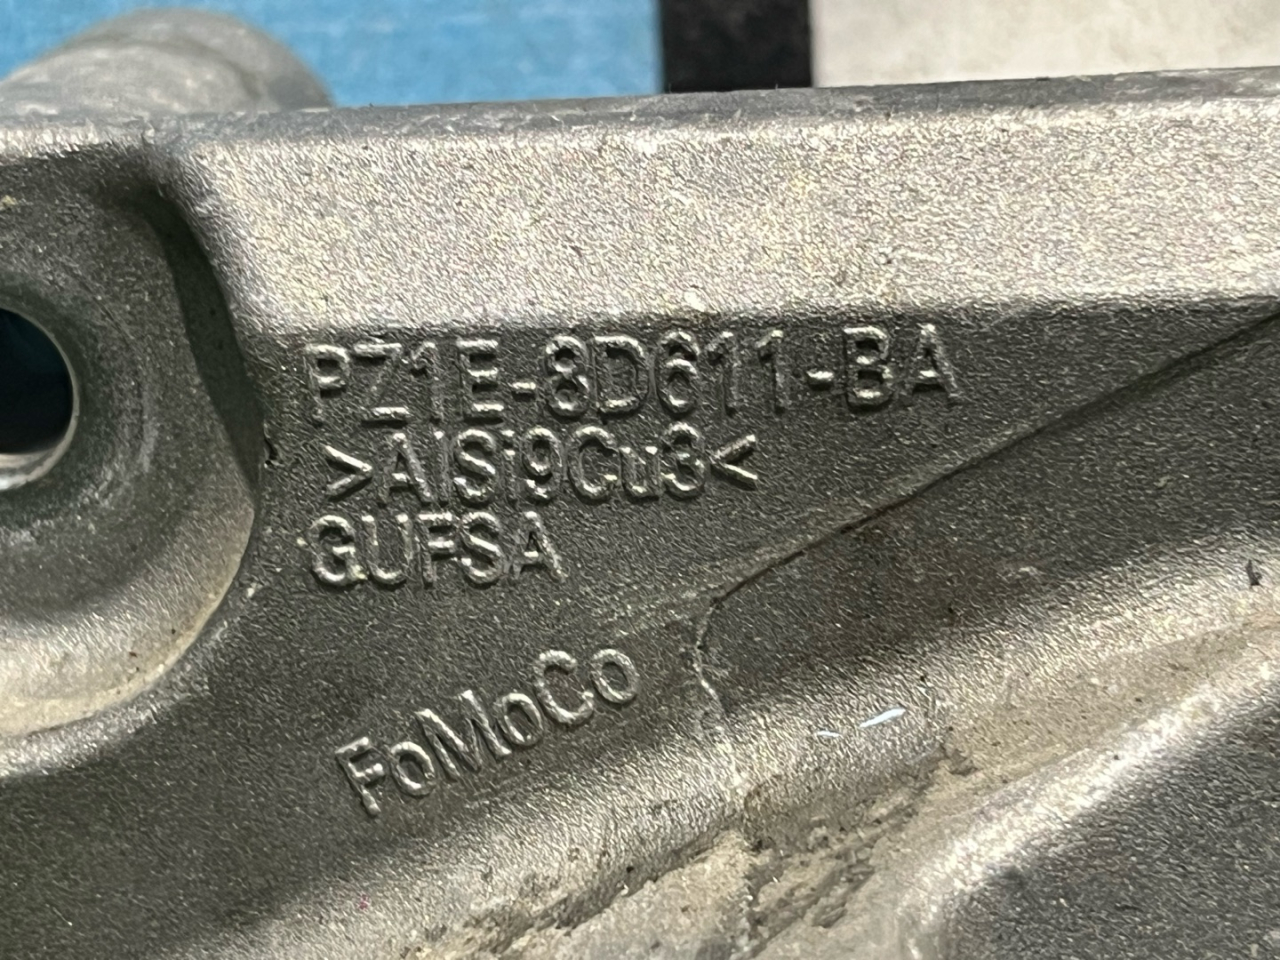 PZ1E-8D611-BA
>AlSi9Cu3<
GUFSA
FoMoCo